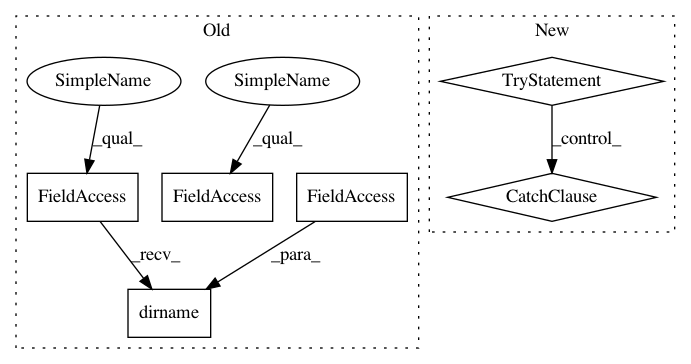 Old
New
SimpleName
SimpleName
TryStatement
_qual_
_qual_
_control_
FieldAccess
FieldAccess
FieldAccess
CatchClause
_recv_
_para_
dirname